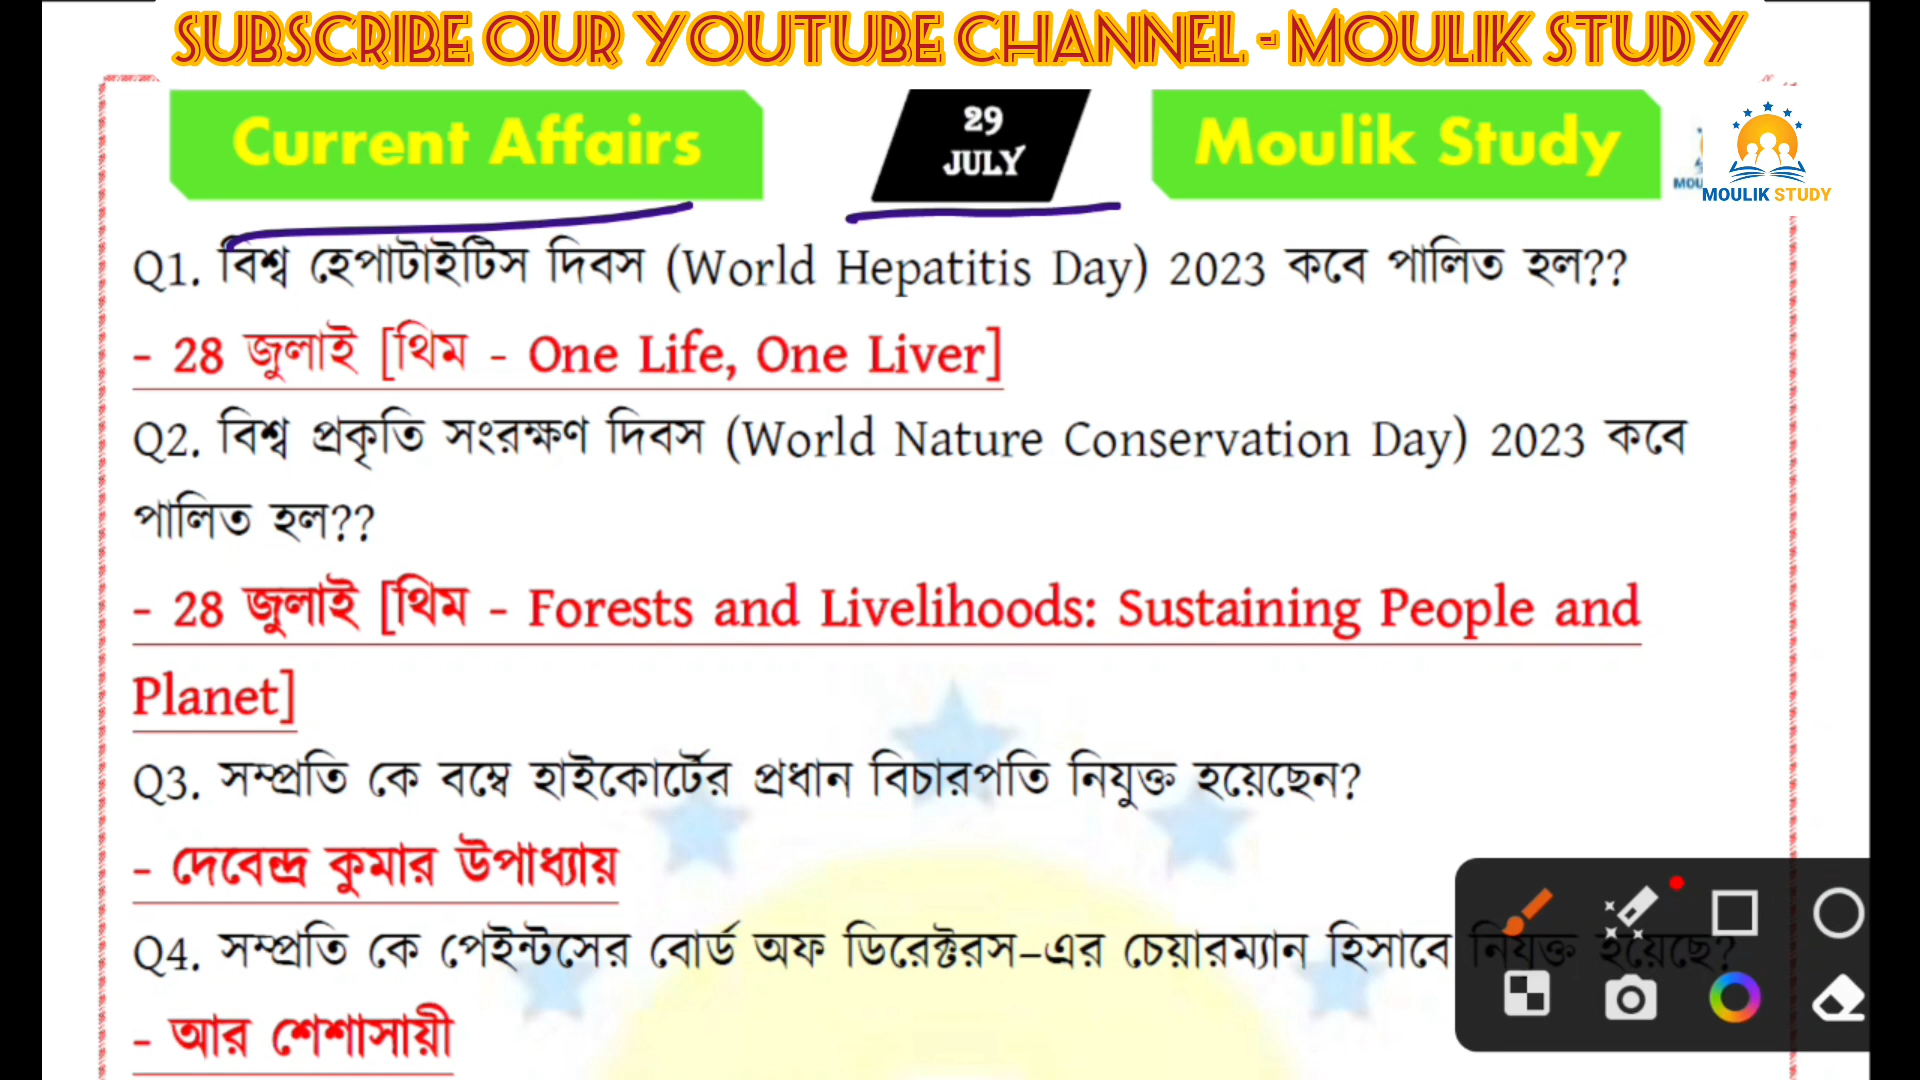 SUBSCRIBE OUR YOUTUBE CHANNEL - MOULIK STUDY
Current Affairs
29
JULY
Moulik Study
MOULIK STUDY
Q1. বিশ্ব হেপাটাইটিস দিবস (World Hepatitis Day) 2023 কবে পালিত হল??
- 28 জুলাই [থিম - One Life, One Liver]
Q2. বিশ্ব প্রকৃতি সংরক্ষণ দিবস (World Nature Conservation Day) 2023 কবে
পালিত হল??
- 28 জুলাই [থিম - Forests and Livelihoods: Sustaining People and
Planet]
Q3. সম্প্রতি কে বম্বে হাইকোর্টের প্রধান বিচারপতি নিযুক্ত হয়েছেন?
- দেবেন্দ্র কুমার উপাধ্যায়
Q4. সম্প্রতি কে পেইন্টসের বোর্ড অফ ডিরেক্টরস-এর চেয়ারম্যান হিসাবে নিযুক্ত হয়েছে?
- আর শেশাসায়ী